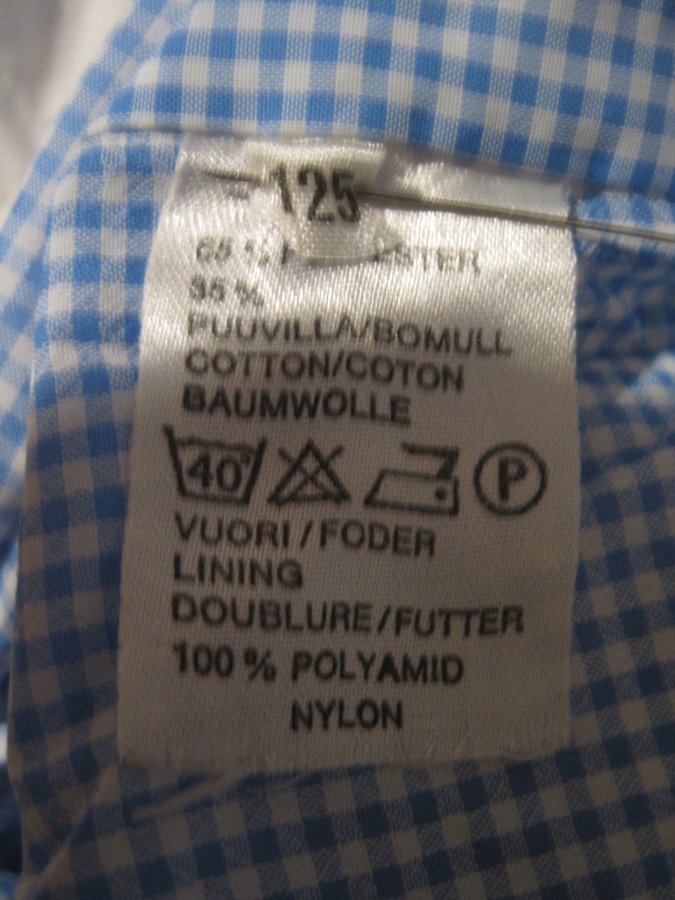 125
65 %
35 %
PUUVILLA/BOMULL
COTTON/COTON
BAUMWOLLE
40° P
VUORI/FODER
LINING
DOUBLURE/FUTTER
100 % POLYAMID
NYLON